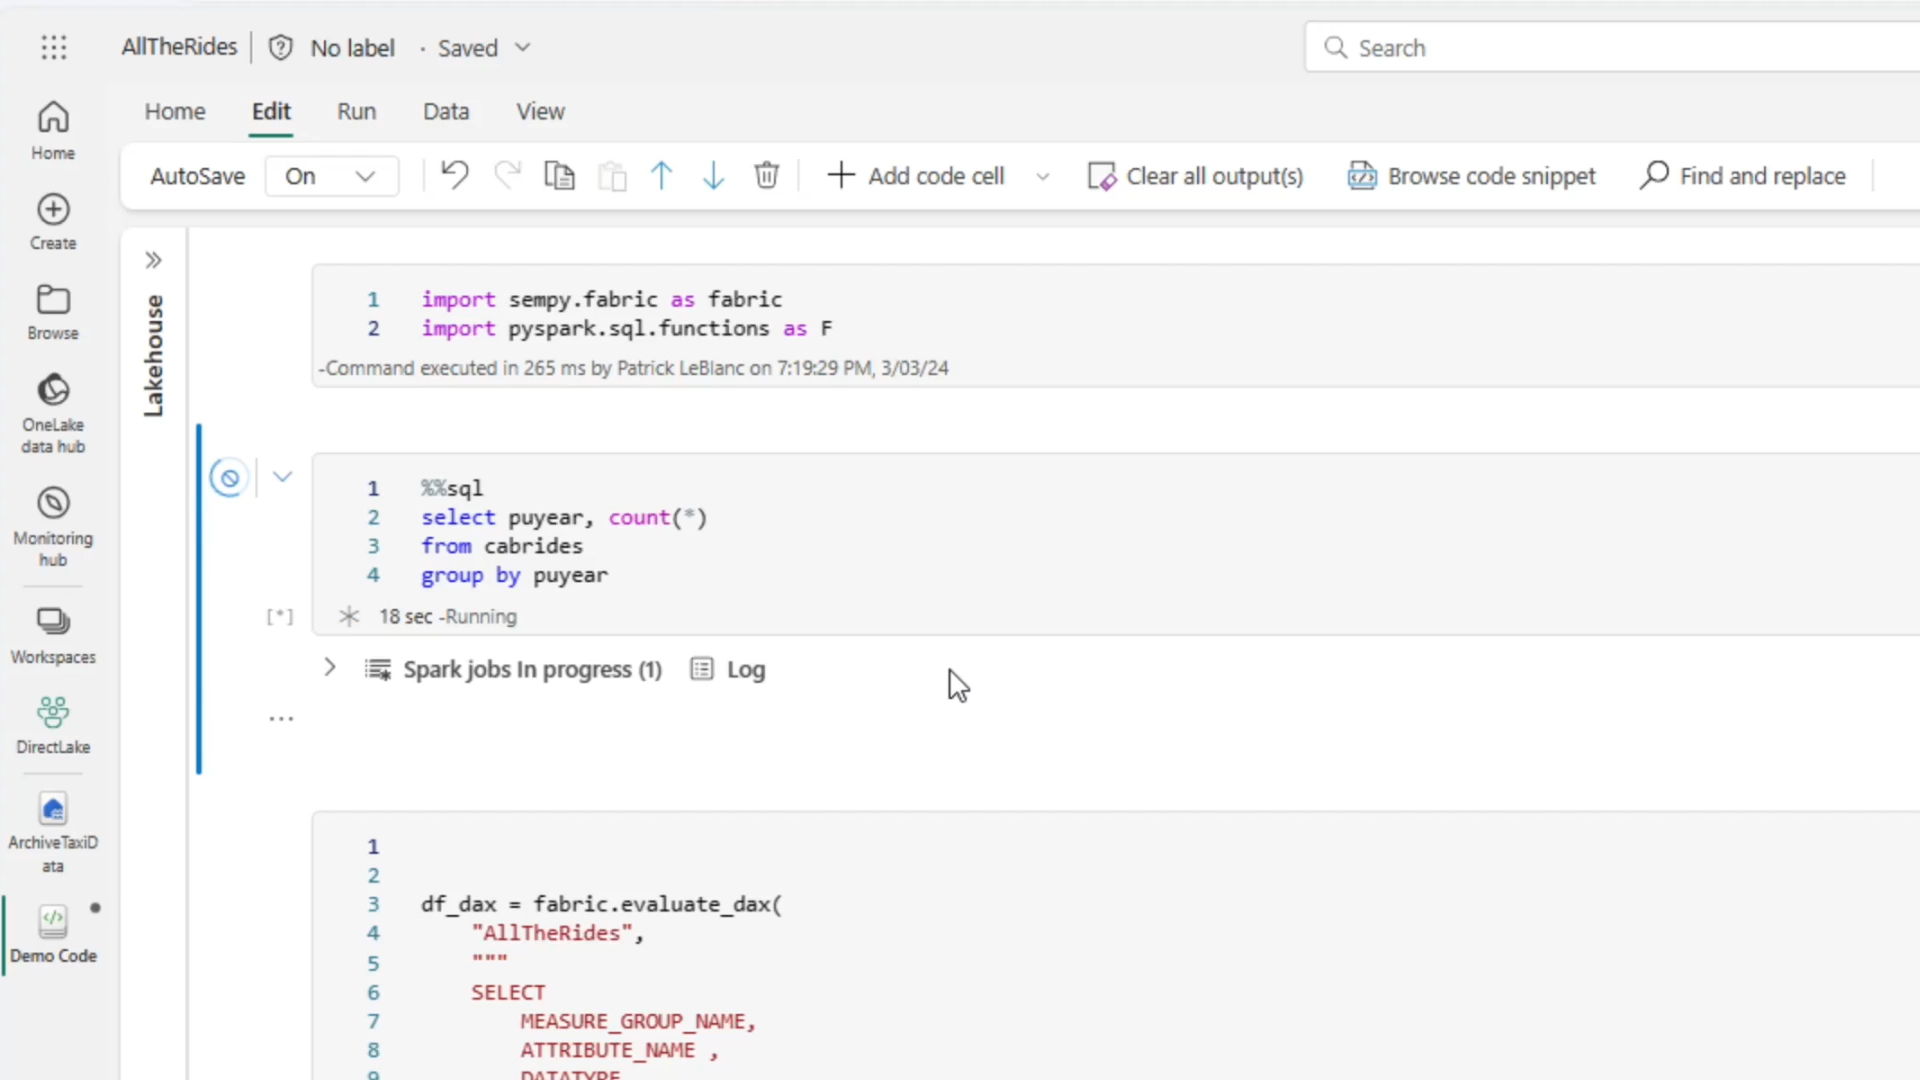 AllTheRides No label · Saved
Search
Home Edit Run Data View
AutoSave On Add code cell Clear all output(s) Browse code snippet Find and replace
Home
Create
Browse
OneLake
data hub
Monitoring
hub
Workspaces
DirectLake
ArchiveTaxiD
ata
Demo Code
Lakehouse
1 import sempy.fabric as fabric
2 import pyspark.sql.functions as F
-Command executed in 265 ms by Patrick LeBlanc on 7:19:29 PM, 3/03/24
1 %%sql
2 select puyear, count(*)
3 from cabrides
4 group by puyear
[*] 18 sec -Running
Spark jobs In progress (1) Log
...
1
2
3 df_dax = fabric.evaluate_dax(
4 "AllTheRides",
5 """
6 SELECT
7 MEASURE_GROUP_NAME,
8 ATTRIBUTE_NAME ,
9 DATATYPE